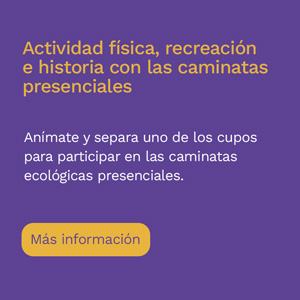 Actividad física, recreación
e historia con las caminatas
presenciales
Anímate y separa uno de los cupos
para participar en las caminatas
ecológicas presenciales.
Más información